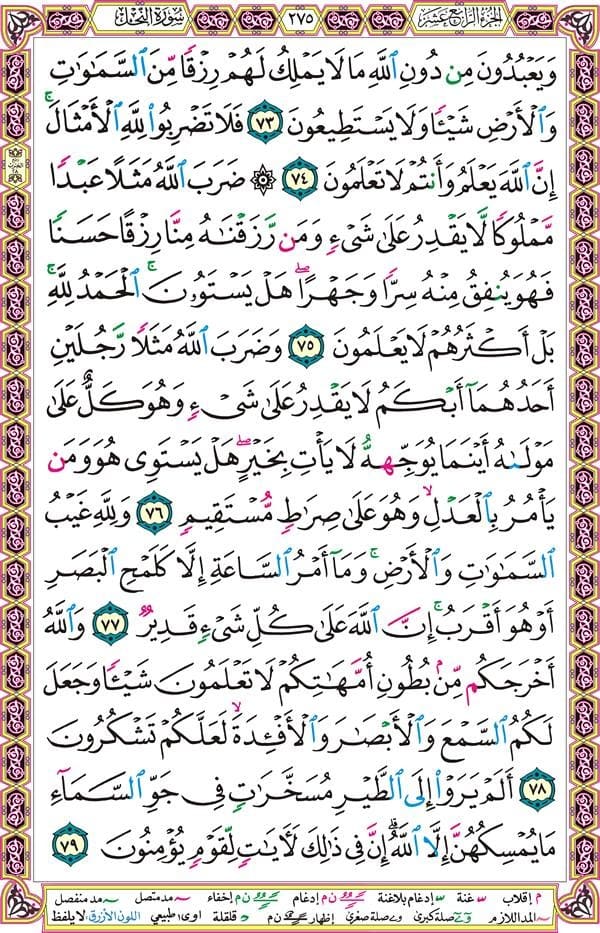 الجزء الرابع عشر ٢٧٥ سورة النحل
وَيَعْبُدُونَ مِن دُونِ ٱللَّهِ مَا لَا يَمْلِكُ لَهُمْ رِزْقًا مِّنَ ٱلسَّمَٰوَٰتِ
وَٱلْأَرْضِ شَيْـًٔا وَلَا يَسْتَطِيعُونَ ٧٣ فَلَا تَضْرِبُوا۟ لِلَّهِ ٱلْأَمْثَالَ ۚ
إِنَّ ٱللَّهَ يَعْلَمُ وَأَنتُمْ لَا تَعْلَمُونَ ٧٤ ۞ ضَرَبَ ٱللَّهُ مَثَلًا عَبْدًا
مَّمْلُوكًا لَّا يَقْدِرُ عَلَىٰ شَىْءٍ وَمَن رَّزَقْنَٰهُ مِنَّا رِزْقًا حَسَنًا
فَهُوَ يُنفِقُ مِنْهُ سِرًّا وَجَهْرًا ۖ هَلْ يَسْتَوُۥنَ ۚ ٱلْحَمْدُ لِلَّهِ ۚ
بَلْ أَكْثَرُهُمْ لَا يَعْلَمُونَ ٧٥ وَضَرَبَ ٱللَّهُ مَثَلًا رَّجُلَيْنِ
أَحَدُهُمَآ أَبْكَمُ لَا يَقْدِرُ عَلَىٰ شَىْءٍ وَهُوَ كَلٌّ عَلَىٰ
مَوْلَىٰهُ أَيْنَمَا يُوَجِّههُّ لَا يَأْتِ بِخَيْرٍ ۖ هَلْ يَسْتَوِى هُوَ وَمَن
يَأْمُرُ بِٱلْعَدْلِ ۙ وَهُوَ عَلَىٰ صِرَٰطٍ مُّسْتَقِيمٍ ٧٦ وَلِلَّهِ غَيْبُ
ٱلسَّمَٰوَٰتِ وَٱلْأَرْضِ ۚ وَمَآ أَمْرُ ٱلسَّاعَةِ إِلَّا كَلَمْحِ ٱلْبَصَرِ
أَوْ هُوَ أَقْرَبُ ۚ إِنَّ ٱللَّهَ عَلَىٰ كُلِّ شَىْءٍ قَدِيرٌ ٧٧ وَٱللَّهُ
أَخْرَجَكُم مِّنۢ بُطُونِ أُمَّهَٰتِكُمْ لَا تَعْلَمُونَ شَيْـًٔا وَجَعَلَ
لَكُمُ ٱلسَّمْعَ وَٱلْأَبْصَٰرَ وَٱلْأَفْـِٔدَةَ ۙ لَعَلَّكُمْ تَشْكُرُونَ
٧٨ أَلَمْ يَرَوْا۟ إِلَى ٱلطَّيْرِ مُسَخَّرَٰتٍ فِى جَوِّ ٱلسَّمَآءِ
مَا يُمْسِكُهُنَّ إِلَّا ٱللَّهُ ۗ إِنَّ فِى ذَٰلِكَ لَءَايَٰتٍ لِّقَوْمٍ يُؤْمِنُونَ ٧٩
م إقلاب غنة إدغام بلاغنة ن م إدغام ن م إخفاء مد متصل مد منفصل
المد اللازم صلة كبرى صلة صغرى إظهار ن م قلقلة ا و ى طبيعي اللون الأزرق: لا يلفظ